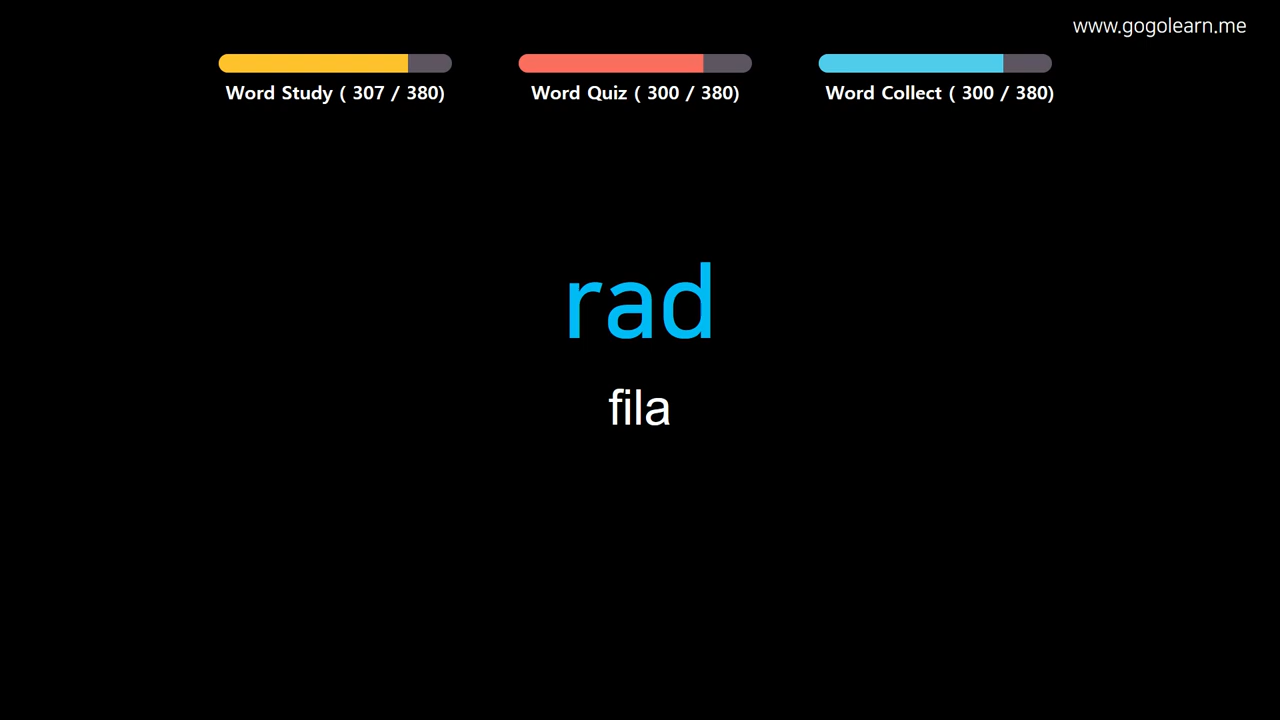 www.gogolearn.me
Word Study ( 307 / 380)
Word Quiz ( 300 / 380)
Word Collect ( 300 / 380)
rad
fila